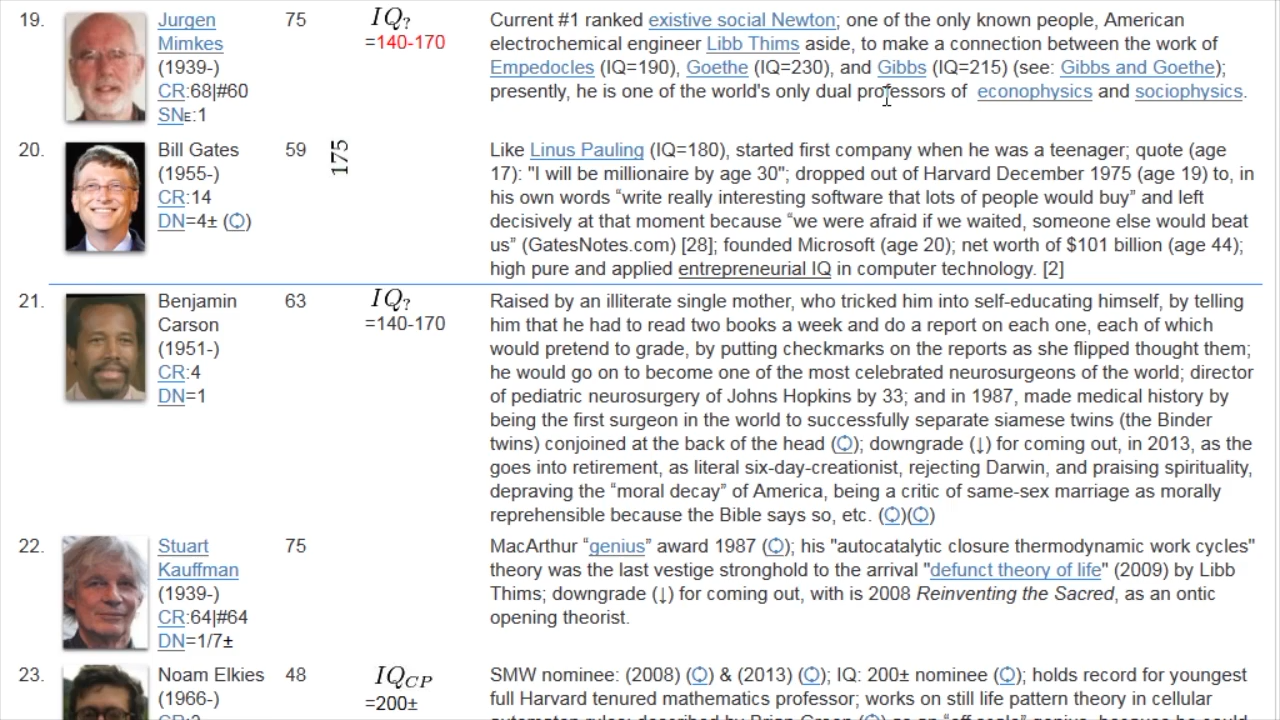 19. Jurgen 75 IQ? Current #1 ranked existive social Newton; one of the only known people, American
Mimkes =140-170 electrochemical engineer Libb Thims aside, to make a connection between the work of
(1939-) Empedocles (IQ=190), Goethe (IQ=230), and Gibbs (IQ=215) (see: Gibbs and Goethe);
CR:68|#60 presently, he is one of the world's only dual professors of econophysics and sociophysics.
SNE:1
20. Bill Gates 59 175 Like Linus Pauling (IQ=180), started first company when he was a teenager; quote (age
(1955-) 17): "I will be millionaire by age 30"; dropped out of Harvard December 1975 (age 19) to, in
CR:14 his own words “write really interesting software that lots of people would buy” and left
DN=4± decisively at that moment because “we were afraid if we waited, someone else would beat
us” (GatesNotes.com) [28]; founded Microsoft (age 20); net worth of $101 billion (age 44);
high pure and applied entrepreneurial IQ in computer technology. [2]
21. Benjamin 63 IQ? Raised by an illiterate single mother, who tricked him into self-educating himself, by telling
Carson =140-170 him that he had to read two books a week and do a report on each one, each of which
(1951-) would pretend to grade, by putting checkmarks on the reports as she flipped thought them;
CR:4 he would go on to become one of the most celebrated neurosurgeons of the world; director
DN=1 of pediatric neurosurgery of Johns Hopkins by 33; and in 1987, made medical history by
being the first surgeon in the world to successfully separate siamese twins (the Binder
twins) conjoined at the back of the head; downgrade (↓) for coming out, in 2013, as the
goes into retirement, as literal six-day-creationist, rejecting Darwin, and praising spirituality,
depraving the “moral decay” of America, being a critic of same-sex marriage as morally
reprehensible because the Bible says so, etc.
22. Stuart 75 MacArthur “genius” award 1987; his "autocatalytic closure thermodynamic work cycles"
Kauffman theory was the last vestige stronghold to the arrival "defunct theory of life" (2009) by Libb
(1939-) Thims; downgrade (↓) for coming out, with is 2008 Reinventing the Sacred, as an ontic
CR:64|#64 opening theorist.
DN=1/7±
23. Noam Elkies 48 IQCP SMW nominee: (2008) & (2013); IQ: 200± nominee; holds record for youngest
(1966-) =200± full Harvard tenured mathematics professor; works on still life pattern theory in cellular